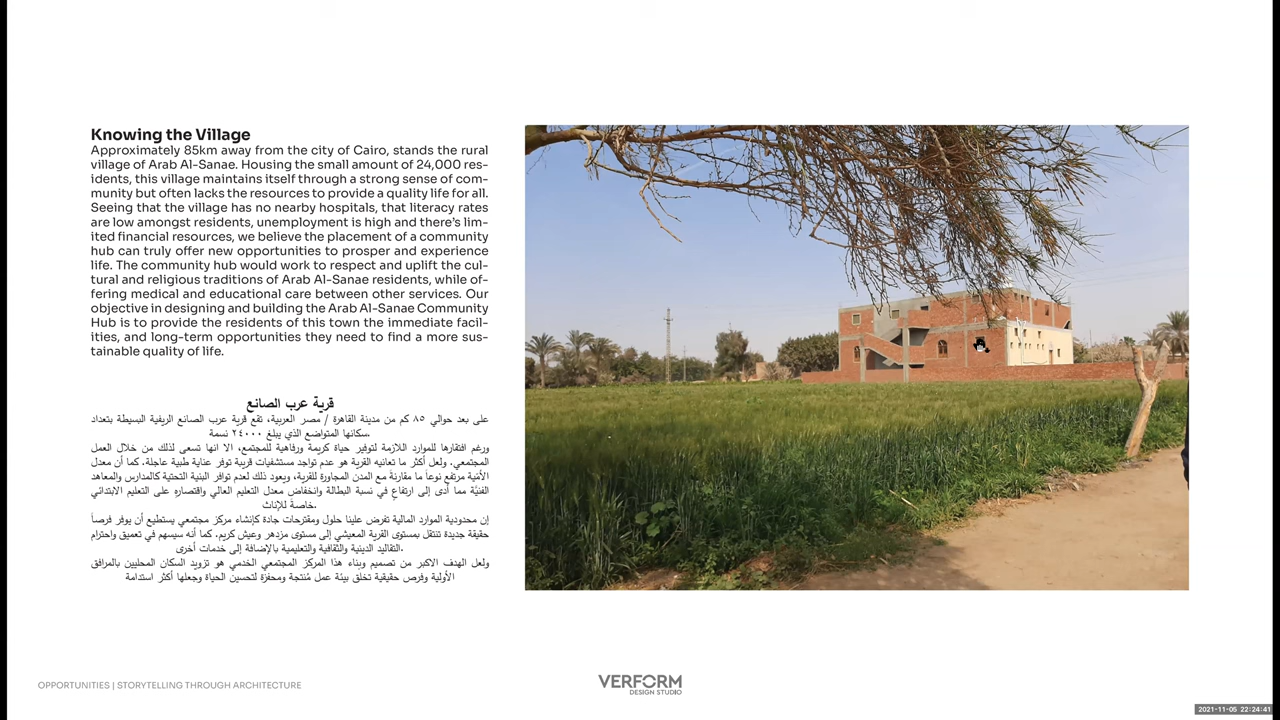 Knowing the Village
Approximately 85km away from the city of Cairo, stands the rural
village of Arab Al-Sanae. Housing the small amount of 24,000 res-
idents, this village maintains itself through a strong sense of com-
munity but often lacks the resources to provide a quality life for all.
Seeing that the village has no nearby hospitals, that literacy rates
are low amongst residents, unemployment is high and there's lim-
ited financial resources, we believe the placement of a community
hub can truly offer new opportunities to prosper and experience
life. The community hub would work to respect and uplift the cul-
tural and religious traditions of Arab Al-Sanae residents, while of-
fering medical and educational care between other services. Our
objective in designing and building the Arab Al-Sanae Community
Hub is to provide the residents of this town the immediate facil-
ities, and long-term opportunities they need to find a more sus-
tainable quality of life.
قرية عرب الصانع
على بعد حوالي ٨٥ كم من مدينة القاهرة / مصر العربية، تقع قرية عرب الصانع الريفية البسيطة بتعداد
سكانها المتواضع الذي يبلغ ٢٤٠٠٠ نسمة.
ورغم افتقارها للموارد اللازمة لتوفير حياة كريمة ورفاهية للمجتمع، الا انها تسعى لذلك من خلال العمل
المجتمعي. ولعل أكثر ما تعانيه القرية هو عدم تواجد مستشفيات قريبة توفر عناية طبية عاجلة. كما أن معدل
الأمّية مرتفع نوعاً ما مقارنةً مع المدن المجاورة للقرية، ويعود ذلك لعدم توافر البنية التحتية كالمدارس والمعاهد
الفنيّة مما أدى إلى ارتفاع في نسبة البطالة وانخفاض معدل التعليم العالي واقتصاره على التعليم الابتدائي
خاصة للإناث.
إن محدودية الموارد المالية تفرض علينا حلول ومقترحات جادة كإنشاء مركز مجتمعي يستطيع أن يوفر فرصاً
حقيقة جديدة تنتقل بمستوى القرية المعيشي إلى مستوى مزدهر وعيش كريم. كما أنه سيسهم في تعميق واحترام
التقاليد الدينية والثقافية والتعليمية بالإضافة إلى خدمات أخرى.
ولعل الهدف الاكبر من تصميم وبناء هذا المركز المجتمعي الخدمي هو تزويد السكان المحليين بالمرافق
الأولية وفرص حقيقية تخلق بيئة عمل مُنتجة ومحفزة لتحسين الحياة وجعلها أكثر استدامة
OPPORTUNITIES | STORYTELLING THROUGH ARCHITECTURE
VERFORM
DESIGN STUDIO
2021-11-05 22:24:41